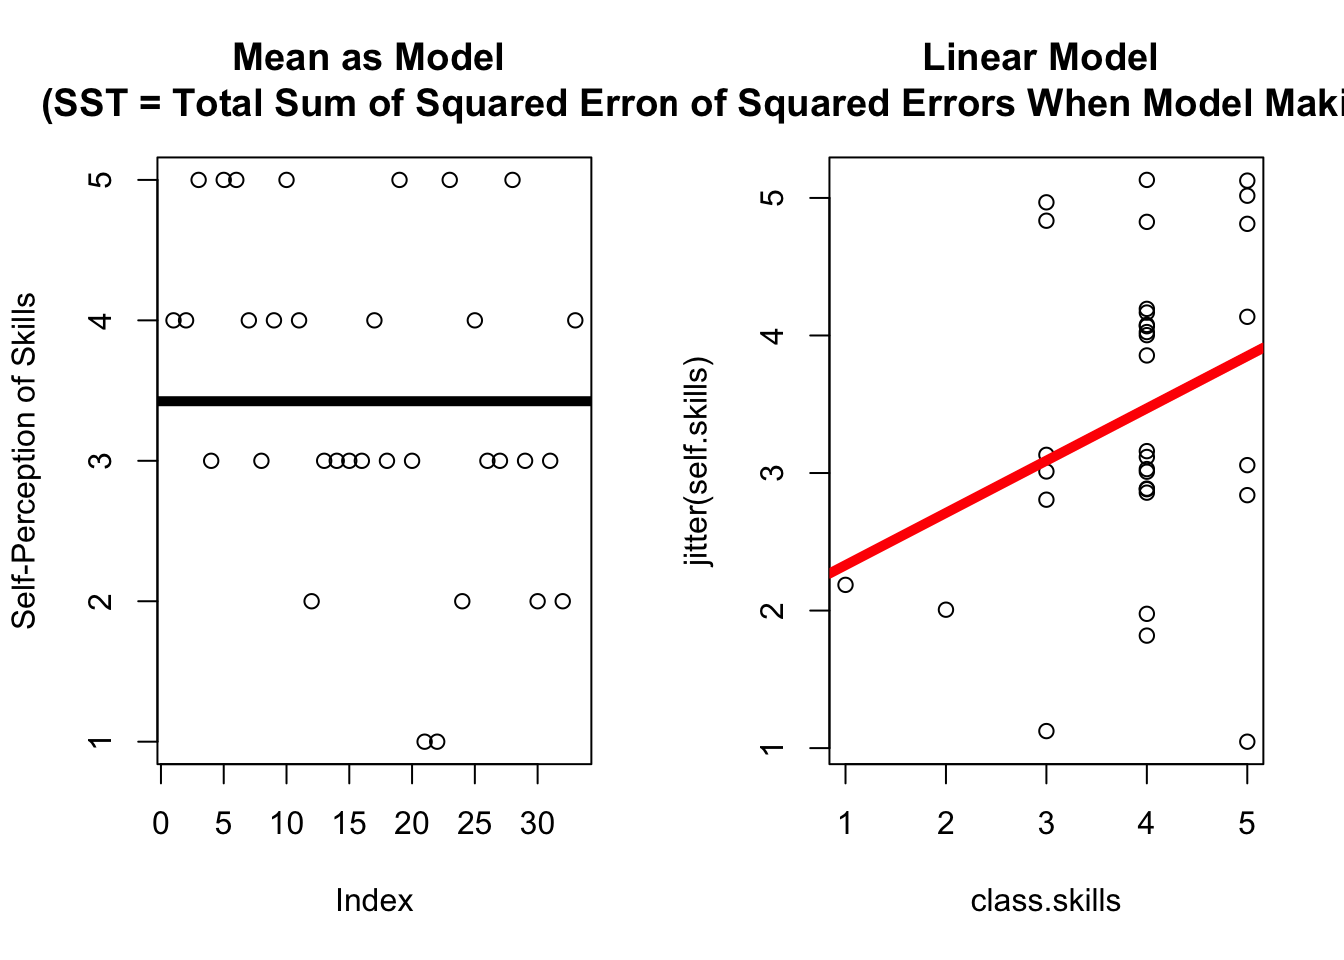 Mean as Model
(SST = Total Sum of Squared Erron of Squared Errors When Model Maki
Linear Model
Self-Perception of Skills
5
4
3
2
1
0 5 10 15 20 25 30
Index
jitter(self.skills)
5
4
3
2
1
1 2 3 4 5
class.skills